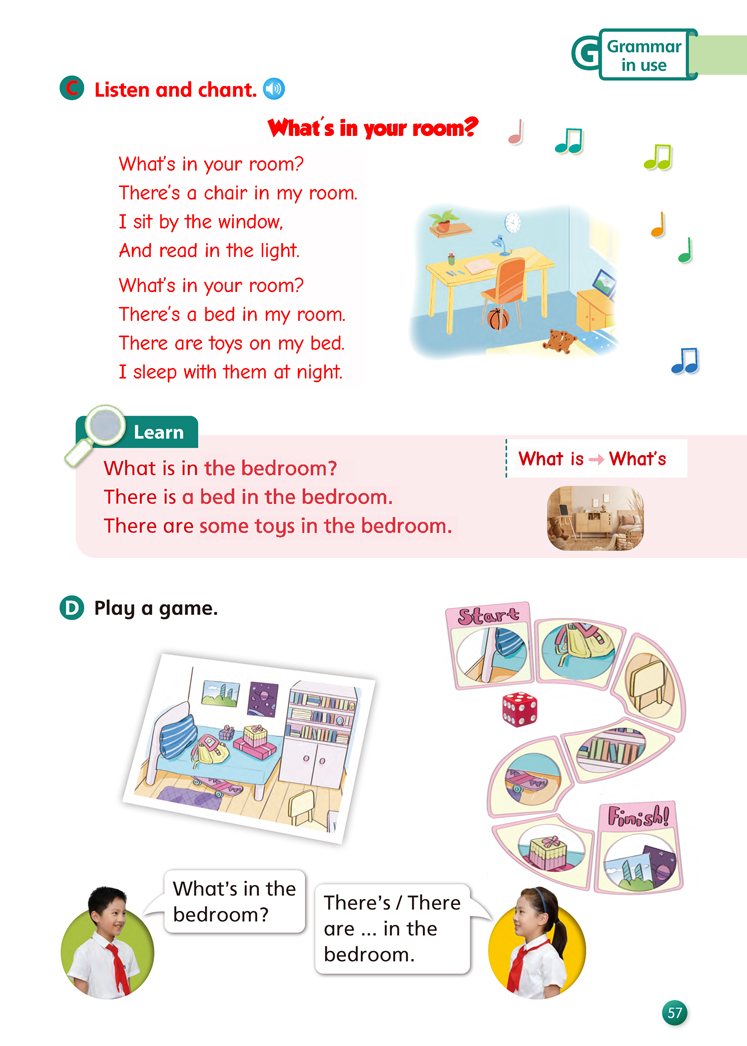 G Grammar
in use
C Listen and chant.
What's in your room?
What's in your room?
There's a chair in my room.
I sit by the window,
And read in the light.
What's in your room?
There's a bed in my room.
There are toys on my bed.
I sleep with them at night.
Learn
What is in the bedroom?
There is a bed in the bedroom.
There are some toys in the bedroom.
What is → What's
D Play a game.
Start
Finish!
What's in the
bedroom?
There's / There
are ... in the
bedroom.
57